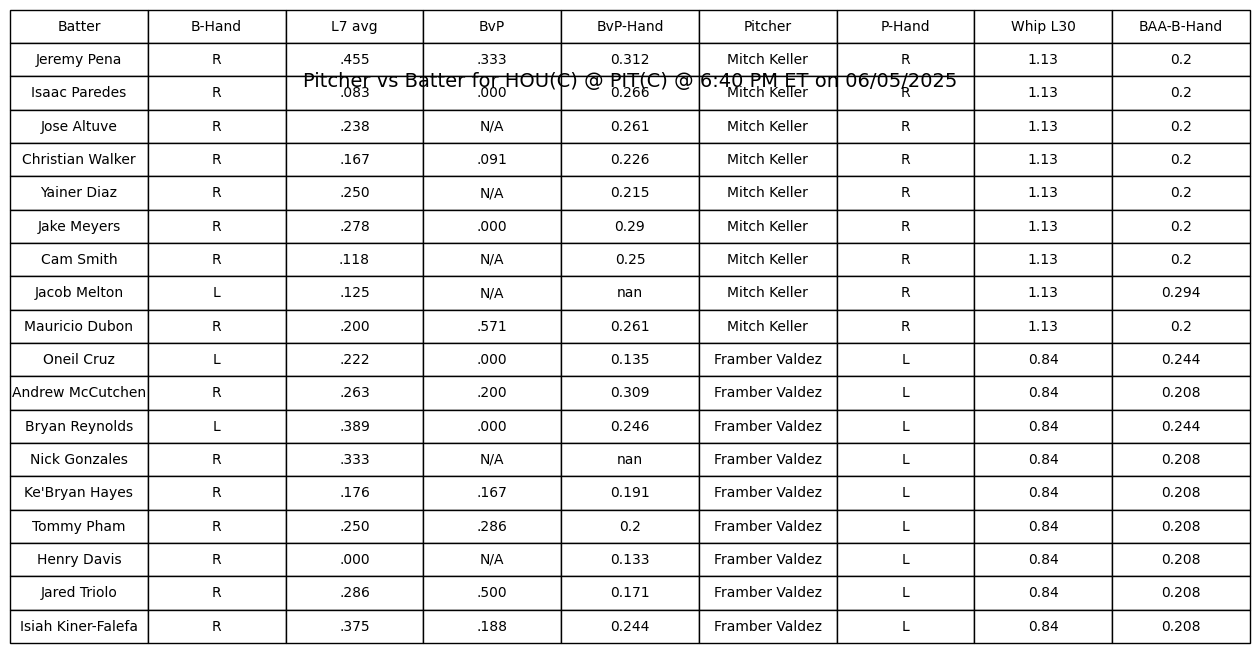 Batter B-Hand L7 avg BvP BvP-Hand Pitcher P-Hand Whip L30 BAA-B-Hand
Jeremy Pena R .455 .333 0.312 Mitch Keller R 1.13 0.2
Pitcher vs Batter for HOU(C) @ PIT(C) @ 6:40 PM ET on 06/05/2025
Isaac Paredes R .083 .000 0.266 Mitch Keller R 1.13 0.2
Jose Altuve R .238 N/A 0.261 Mitch Keller R 1.13 0.2
Christian Walker R .167 .091 0.226 Mitch Keller R 1.13 0.2
Yainer Diaz R .250 N/A 0.215 Mitch Keller R 1.13 0.2
Jake Meyers R .278 .000 0.29 Mitch Keller R 1.13 0.2
Cam Smith R .118 N/A 0.25 Mitch Keller R 1.13 0.2
Jacob Melton L .125 N/A nan Mitch Keller R 1.13 0.294
Mauricio Dubon R .200 .571 0.261 Mitch Keller R 1.13 0.2
Oneil Cruz L .222 .000 0.135 Framber Valdez L 0.84 0.244
Andrew McCutchen R .263 .200 0.309 Framber Valdez L 0.84 0.208
Bryan Reynolds L .389 .000 0.246 Framber Valdez L 0.84 0.244
Nick Gonzales R .333 N/A nan Framber Valdez L 0.84 0.208
Ke'Bryan Hayes R .176 .167 0.191 Framber Valdez L 0.84 0.208
Tommy Pham R .250 .286 0.2 Framber Valdez L 0.84 0.208
Henry Davis R .000 N/A 0.133 Framber Valdez L 0.84 0.208
Jared Triolo R .286 .500 0.171 Framber Valdez L 0.84 0.208
Isiah Kiner-Falefa R .375 .188 0.244 Framber Valdez L 0.84 0.208